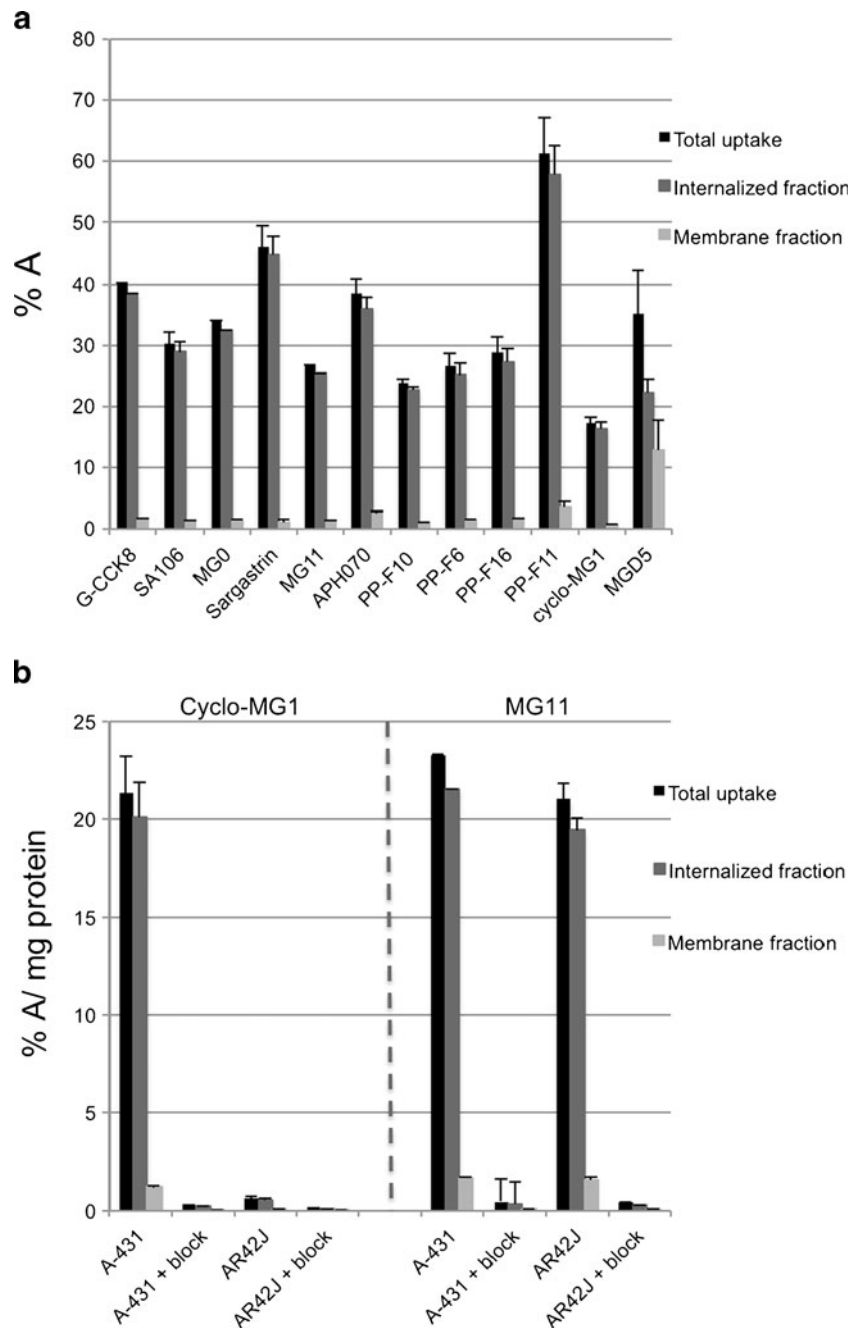 a
80
70
60
50
40
30
20
10
0
% A
Total uptake
Internalized fraction
Membrane fraction
G-CCK8
SA106
MG0
Sargastrin
MG11
APH070
PP-F10
PP-F6
PP-F16
PP-F11
cyclo-MG1
MGD5
b
Cyclo-MG1
MG11
25
20
15
10
5
0
% A/ mg protein
Total uptake
Internalized fraction
Membrane fraction
A-431
A-431 + block
AR42J
AR42J + block
A-431
A-431 + block
AR42J
AR42J + block